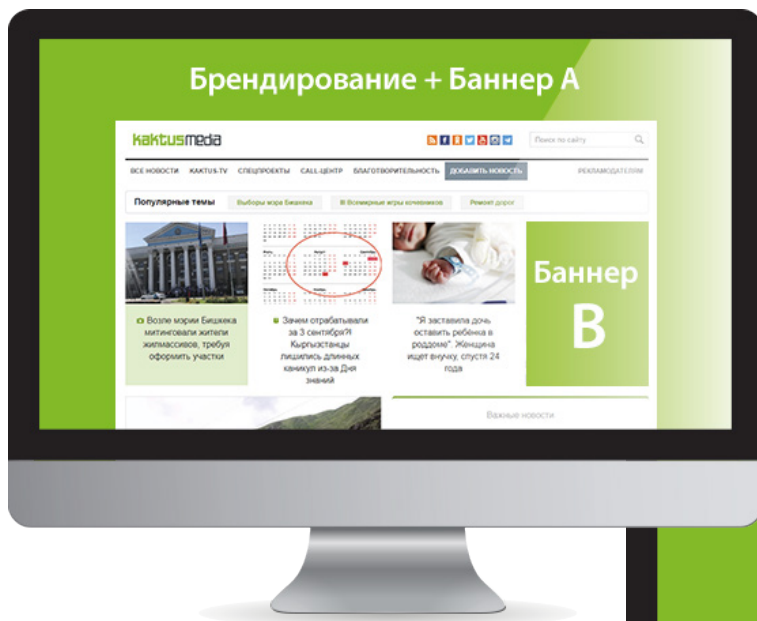 Брендирование + Баннер А
kaktusmedia
Поиск по сайту
ВСЕ НОВОСТИ KAKTUS-TV СПЕЦПРОЕКТЫ CALL-ЦЕНТР БЛАГОТВОРИТЕЛЬНОСТЬ ДОБАВИТЬ НОВОСТЬ РЕКЛАМОДАТЕЛЯМ
Популярные темы Выборы мэра Бишкека III Всемирные игры кочевников Ремонт дорог
Возле мэрии Бишкека
митинговали жители
жилмассивов, требуя
оформить участки
Зачем отрабатывали
за 3 сентября?!
Кыргызстанцы
лишились длинных
каникул из-за Дня
знаний
"Я заставила дочь
оставить ребенка в
роддоме". Женщина
ищет внучку, спустя 24
года
Баннер
В
Важные новости